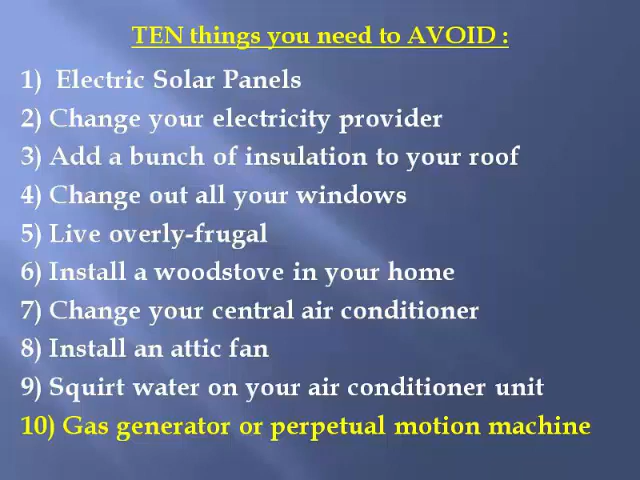 TEN things you need to AVOID :
1)  Electric Solar Panels
2) Change your electricity provider
3) Add a bunch of insulation to your roof
4) Change out all your windows
5) Live overly-frugal
6) Install a woodstove in your home
7) Change your central air conditioner
8) Install an attic fan
9) Squirt water on your air conditioner unit
10) Gas generator or perpetual motion machine